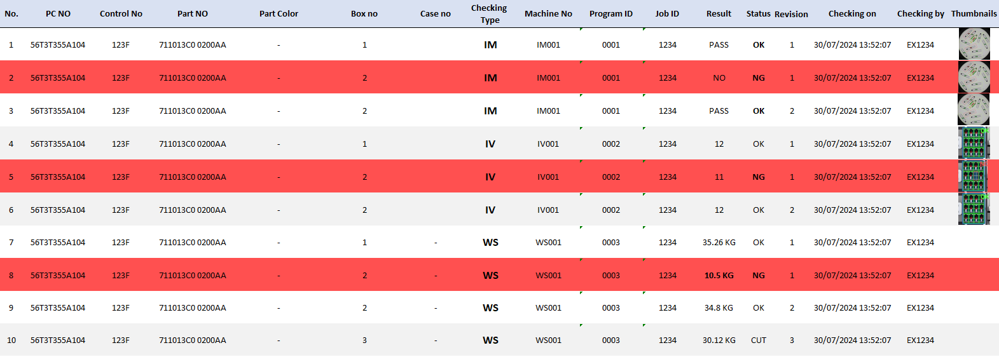 No. PC NO Control No Part NO Part Color Box no Case no Checking Type Machine No Program ID Job ID Result Status Revision Checking on Checking by Thumbnails
1 56T3T355A104 123F 711013C0 0200AA - 1 IM IM001 0001 1234 PASS OK 1 30/07/2024 13:52:07 EX1234
2 56T3T355A104 123F 711013C0 0200AA - 2 IM IM001 0001 1234 NO NG 1 30/07/2024 13:52:07 EX1234
3 56T3T355A104 123F 711013C0 0200AA - 2 IM IM001 0001 1234 PASS OK 2 30/07/2024 13:52:07 EX1234
4 56T3T355A104 123F 711013C0 0200AA - 1 IV IV001 0002 1234 12 OK 1 30/07/2024 13:52:07 EX1234
5 56T3T355A104 123F 711013C0 0200AA - 2 IV IV001 0002 1234 11 NG 1 30/07/2024 13:52:07 EX1234
6 56T3T355A104 123F 711013C0 0200AA - 2 IV IV001 0002 1234 12 OK 2 30/07/2024 13:52:07 EX1234
7 56T3T355A104 123F 711013C0 0200AA - 1 - WS WS001 0003 1234 35.26 KG OK 1 30/07/2024 13:52:07 EX1234
8 56T3T355A104 123F 711013C0 0200AA - 2 - WS WS001 0003 1234 10.5 KG NG 1 30/07/2024 13:52:07 EX1234
9 56T3T355A104 123F 711013C0 0200AA - 2 - WS WS001 0003 1234 34.8 KG OK 2 30/07/2024 13:52:07 EX1234
10 56T3T355A104 123F 711013C0 0200AA - 3 - WS WS001 0003 1234 30.12 KG CUT 3 30/07/2024 13:52:07 EX1234